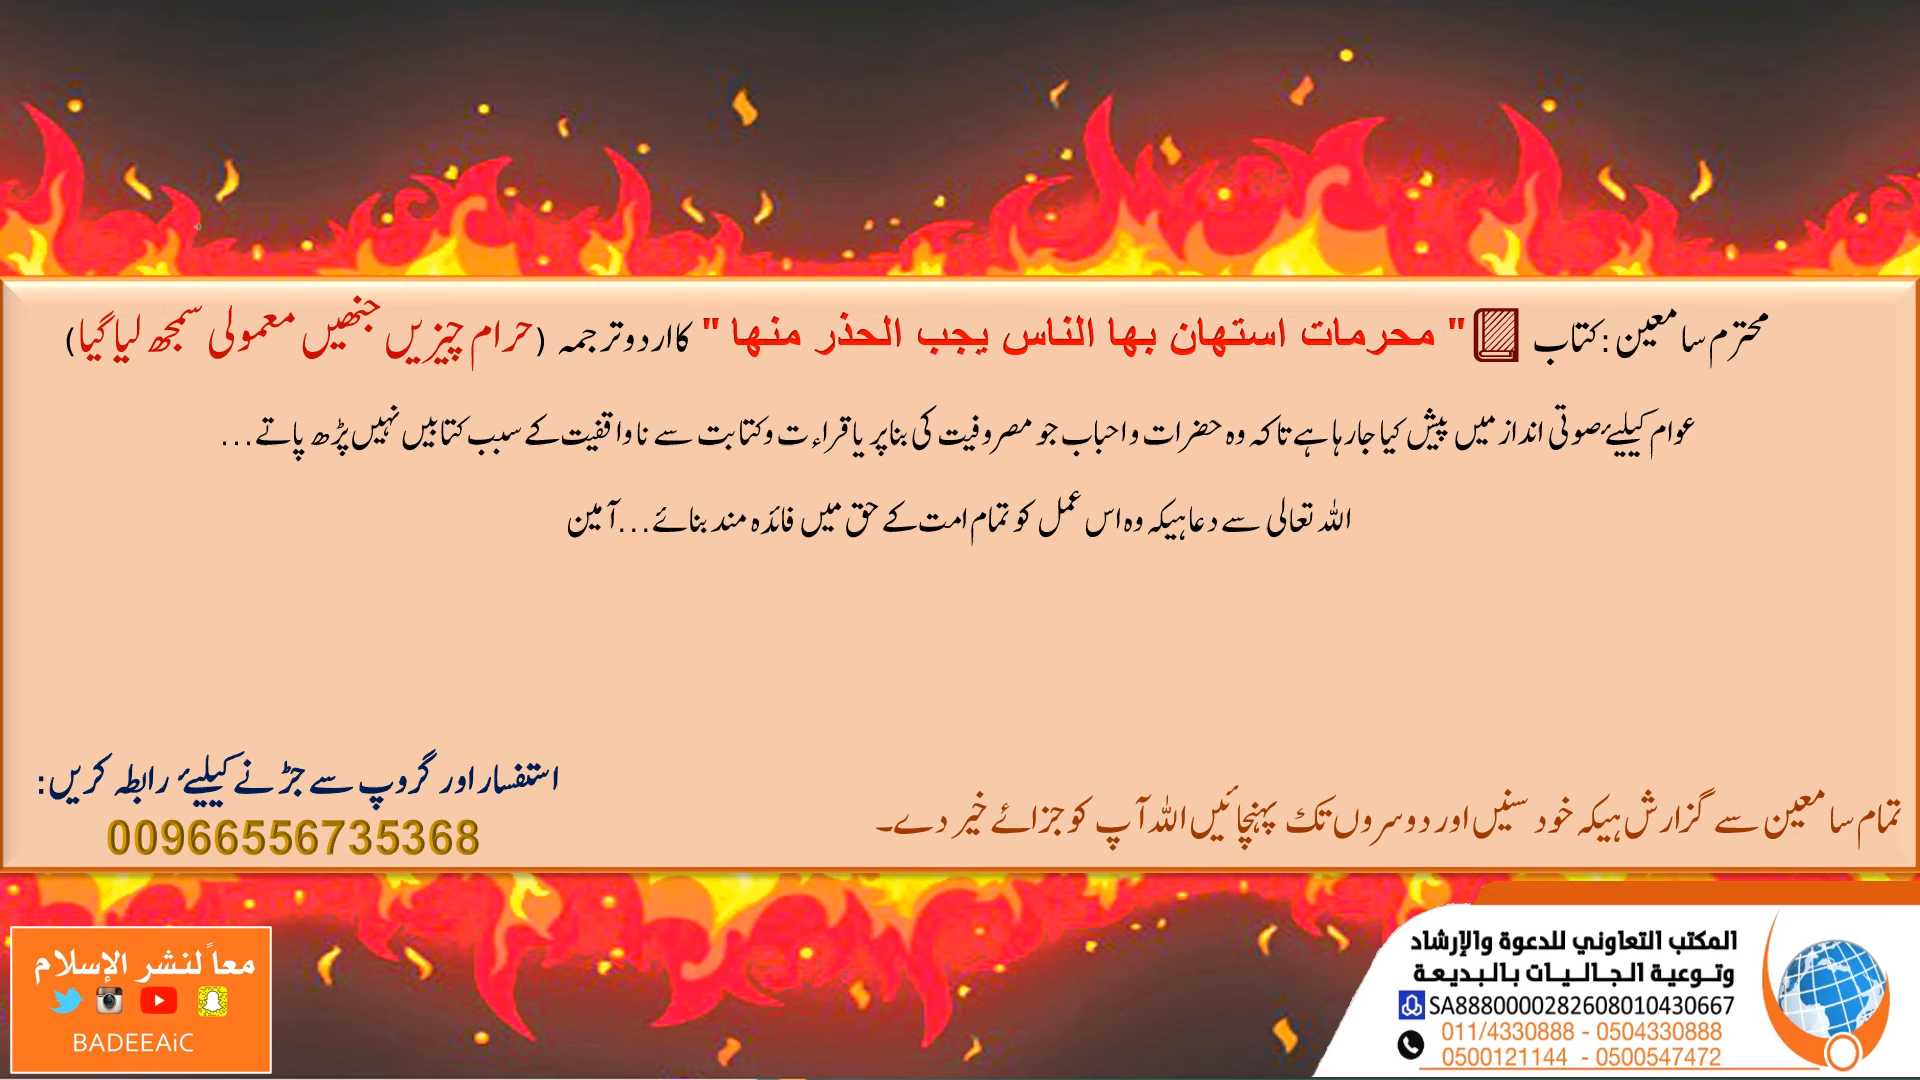 محترم سامعین : کتاب " محرمات استهان بها الناس يجب الحذر منها " کا اردو ترجمہ (حرام چیزیں جنھیں معمولی سمجھ لیا گیا)
عوام کیلیئے صوتی انداز میں پیش کیا جارہا ہے تاکہ وہ حضرات و احباب جو مصروفیت کی بنا پر یا قراءت و کتابت سے ناواقفیت کے سبب کتابیں نہیں پڑھ پاتے...
اللہ تعالی سے دعا ہیکہ وہ اس عمل کو تمام امت کے حق میں فائدہ مند بنائے...آمین
تمام سامعین سے گزارش ہیکہ خود سنیں اور دوسروں تک پہنچائیں اللہ آپ کو جزائے خیر دے۔
استفسار اور گروپ سے جڑنے کیلیئے رابطہ کریں:
00966556735368
المكتب التعاوني للدعوة والإرشاد
وتوعية الجاليات بالبديعة
SA8880000282608010430667
011/4330888 - 0504330888
0500121144 - 0500547472
معاً لنشر الإسلام
BADEEAiC